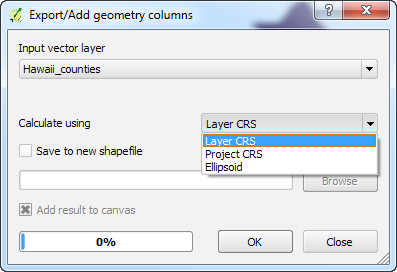 Export/Add geometry columns
Input vector layer
Hawaii_counties
Calculate using
Layer CRS
Layer CRS
Project CRS
Ellipsoid
Save to new shapefile
Browse
Add result to canvas
0%
OK
Close